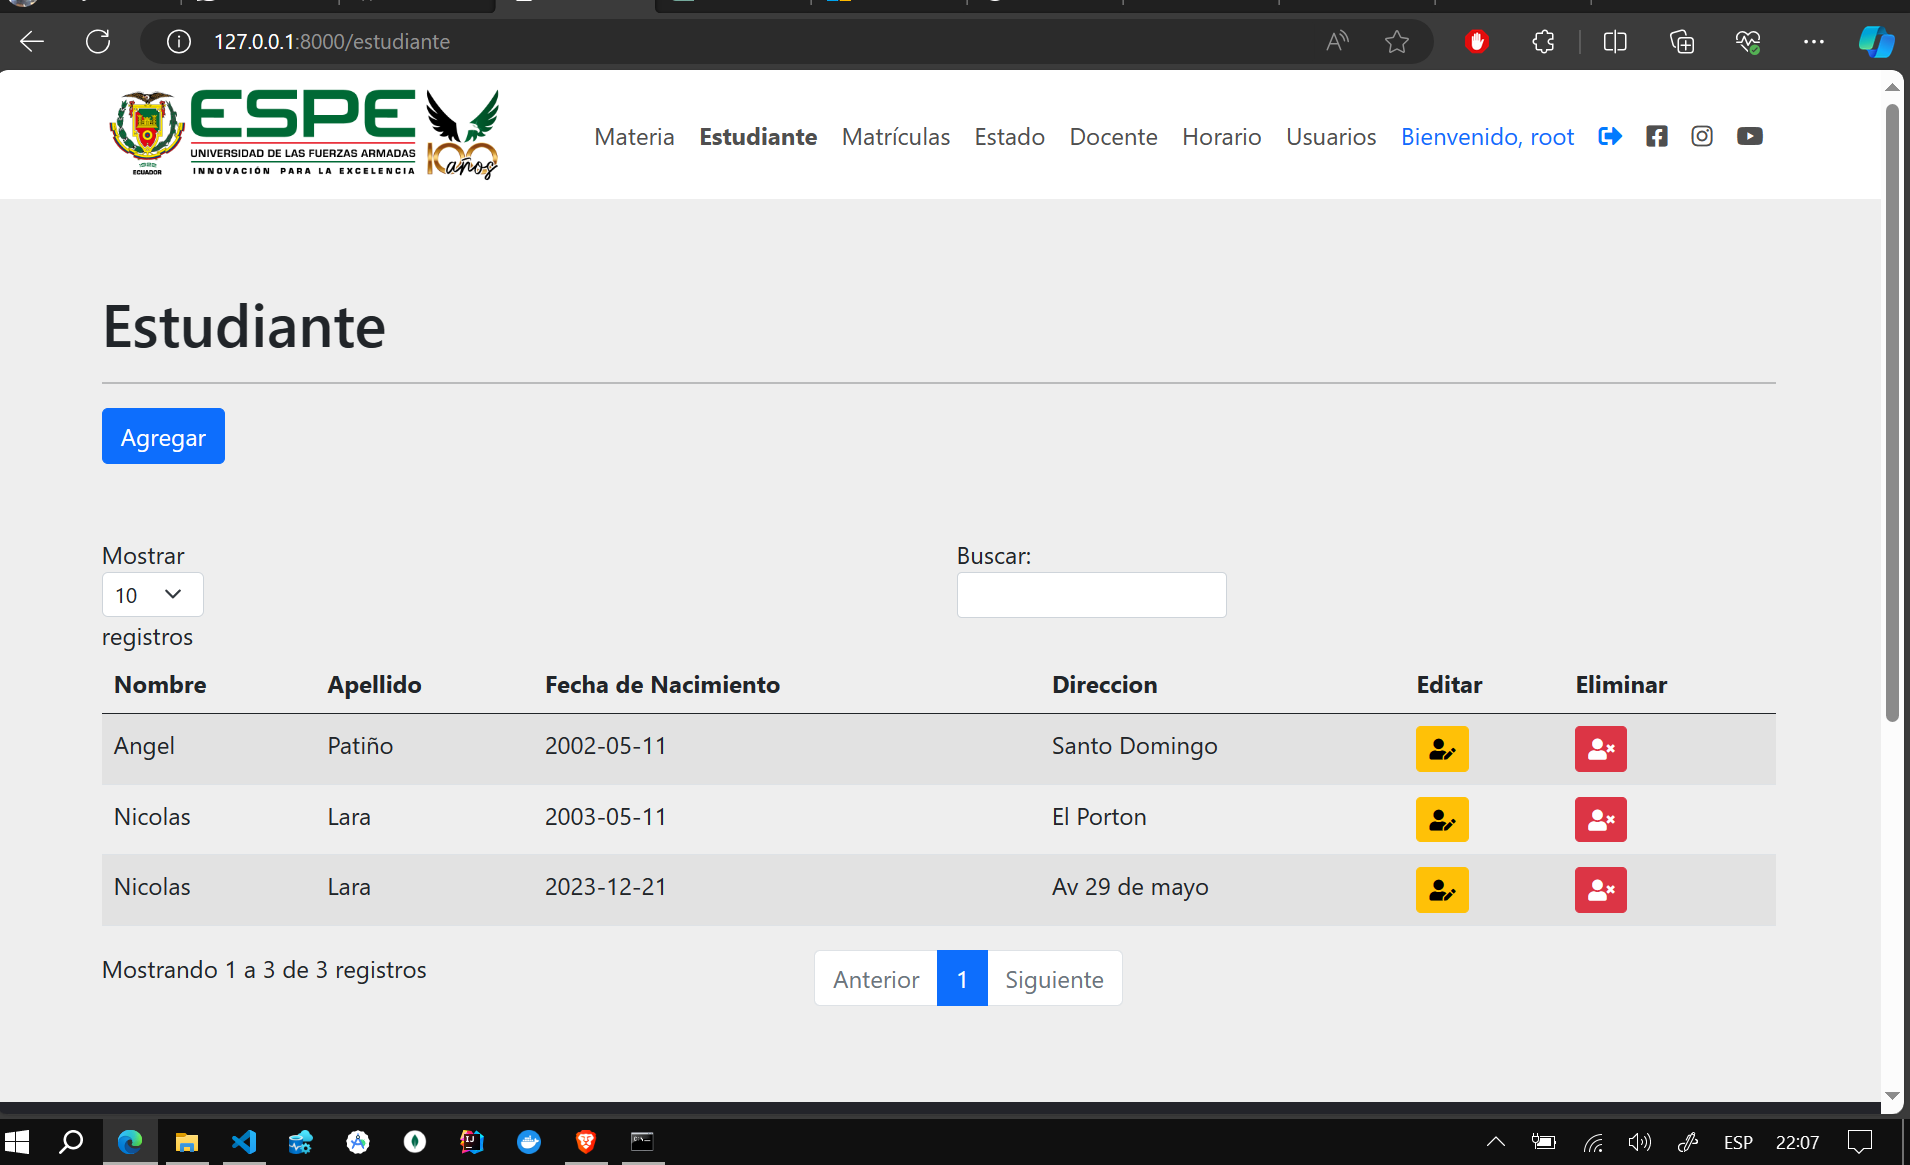 127.0.0.1:8000/estudiante
ESPE
UNIVERSIDAD DE LAS FUERZAS ARMADAS
INNOVACIÓN PARA LA EXCELENCIA
ECUADOR
100 años
Materia Estudiante Matrículas Estado Docente Horario Usuarios Bienvenido, root
Estudiante
Agregar
Mostrar
10
registros
Buscar:
Nombre Apellido Fecha de Nacimiento Direccion Editar Eliminar
Angel Patiño 2002-05-11 Santo Domingo
Nicolas Lara 2003-05-11 El Porton
Nicolas Lara 2023-12-21 Av 29 de mayo
Mostrando 1 a 3 de 3 registros
Anterior 1 Siguiente
ESP 22:07